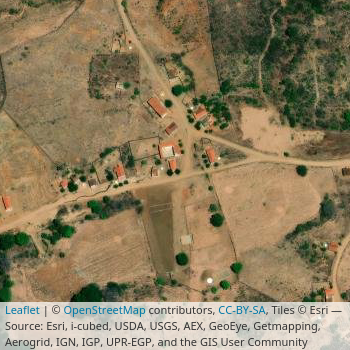 Leaflet | © OpenStreetMap contributors, CC-BY-SA, Tiles © Esri —
Source: Esri, i-cubed, USDA, USGS, AEX, GeoEye, Getmapping,
Aerogrid, IGN, IGP, UPR-EGP, and the GIS User Community